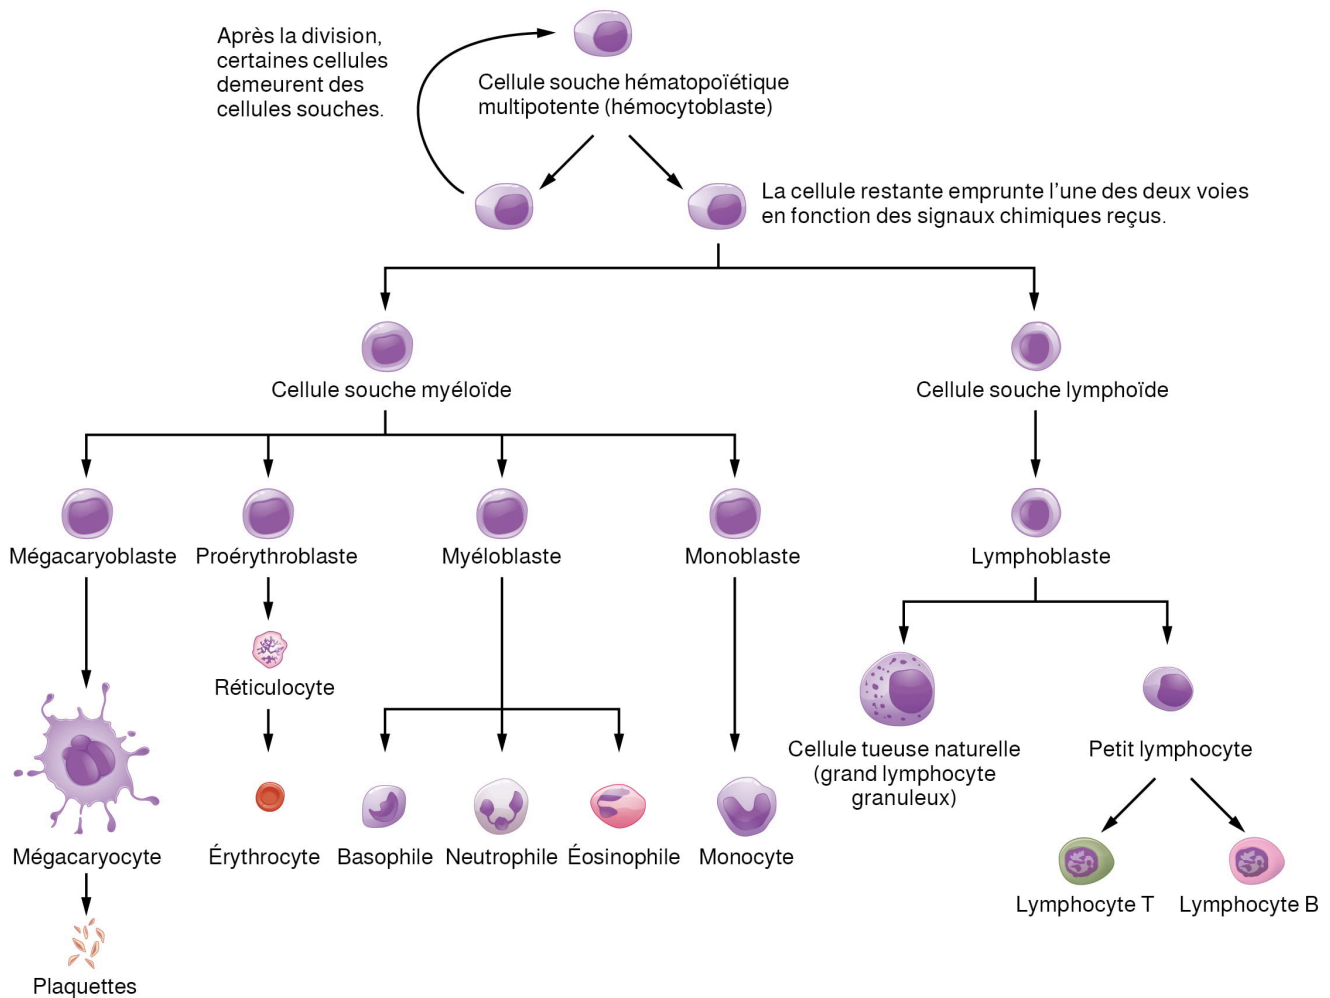 Après la division,
certaines cellules
demeurent des
cellules souches.
Cellule souche hématopoïétique
multipotente (hémocytoblaste)
La cellule restante emprunte l’une des deux voies
en fonction des signaux chimiques reçus.
Cellule souche myéloïde
Cellule souche lymphoïde
Mégacaryoblaste
Proérythroblaste
Myéloblaste
Monoblaste
Lymphoblaste
Réticulocyte
Cellule tueuse naturelle
(grand lymphocyte
granuleux)
Petit lymphocyte
Mégacaryocyte
Érythrocyte
Basophile
Neutrophile
Éosinophile
Monocyte
Lymphocyte T
Lymphocyte B
Plaquettes